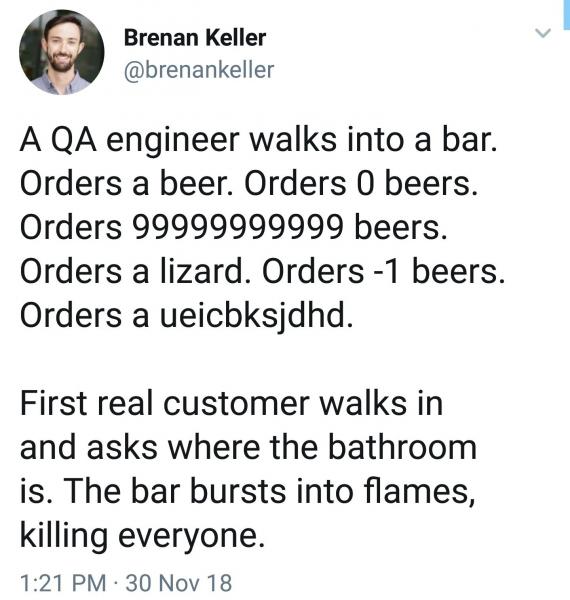 Brenan Keller
@brenankeller
A QA engineer walks into a bar.
Orders a beer. Orders 0 beers.
Orders 99999999999 beers.
Orders a lizard. Orders -1 beers.
Orders a ueicbksjdhd.
First real customer walks in
and asks where the bathroom
is. The bar bursts into flames,
killing everyone.
1:21 PM · 30 Nov 18